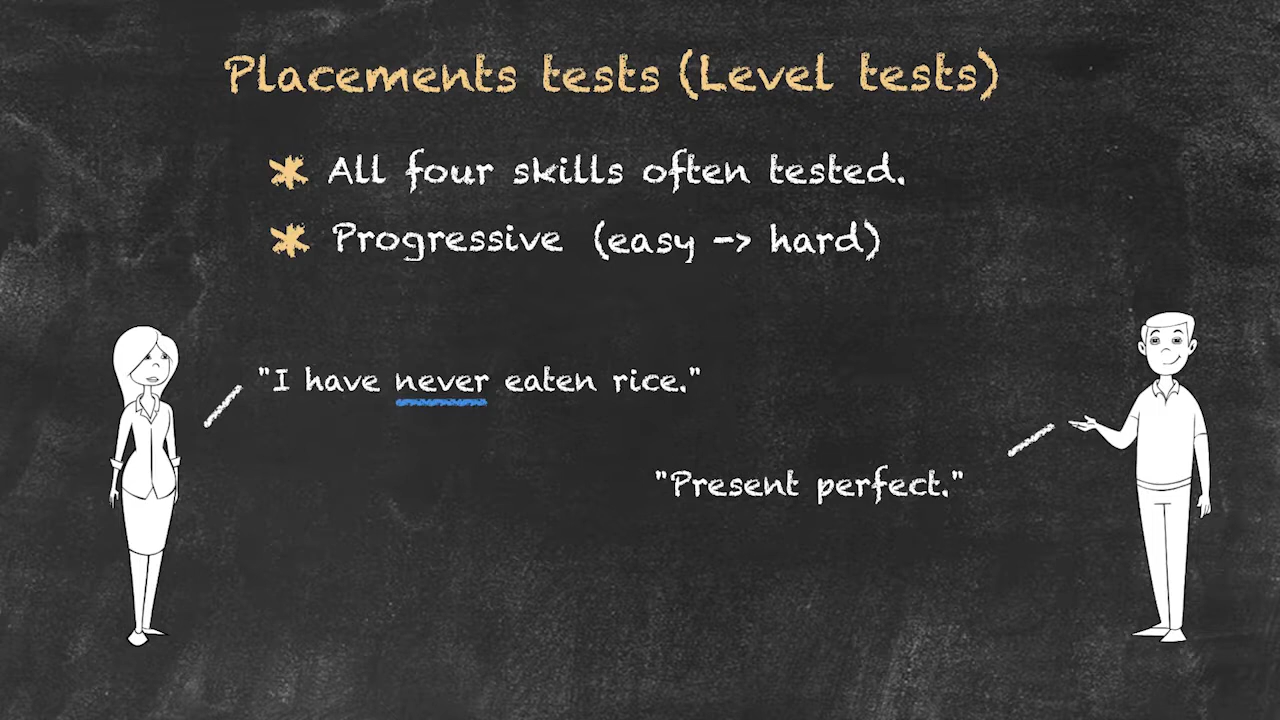 Placements tests (Level tests)
All four skills often tested.
Progressive (easy -> hard)
"I have never eaten rice."
"Present perfect."